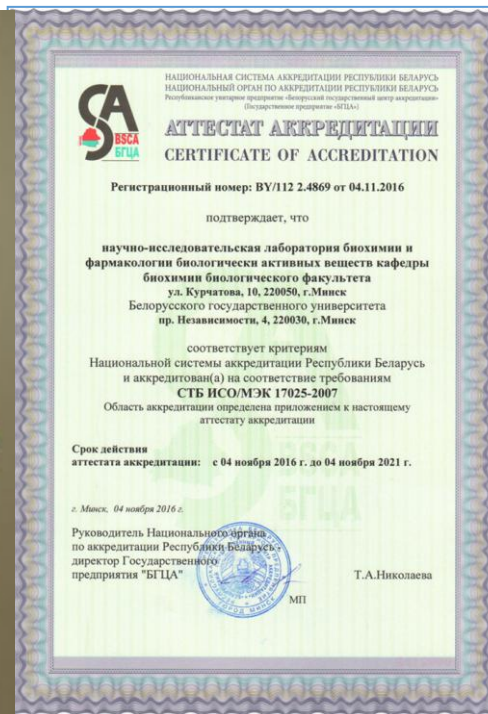 НАЦИОНАЛЬНАЯ СИСТЕМА АККРЕДИТАЦИИ РЕСПУБЛИКИ БЕЛАРУСЬ
НАЦИОНАЛЬНЫЙ ОРГАН ПО АККРЕДИТАЦИИ РЕСПУБЛИКИ БЕЛАРУСЬ
Республиканское унитарное предприятие «Белорусский государственный центр аккредитации»
(Государственное предприятие «БГЦА»)
BSCA
БГЦА
АТТЕСТАТ АККРЕДИТАЦИИ
CERTIFICATE OF ACCREDITATION
Регистрационный номер: BY/112 2.4869 от 04.11.2016
подтверждает, что
научно-исследовательская лаборатория биохимии и
фармакологии биологически активных веществ кафедры
биохимии биологического факультета
ул. Курчатова, 10, 220050, г.Минск
Белорусского государственного университета
пр. Независимости, 4, 220030, г.Минск
соответствует критериям
Национальной системы аккредитации Республики Беларусь
и аккредитован(а) на соответствие требованиям
СТБ ИСО/МЭК 17025-2007
Область аккредитации определена приложением к настоящему
аттестату аккредитации
Срок действия
аттестата аккредитации: с 04 ноября 2016 г. до 04 ноября 2021 г.
БГЦА
г. Минск, 04 ноября 2016 г.
Руководитель Национального органа
по аккредитации Республики Беларусь -
директор Государственного
предприятия "БГЦА" Т.А.Николаева
МП